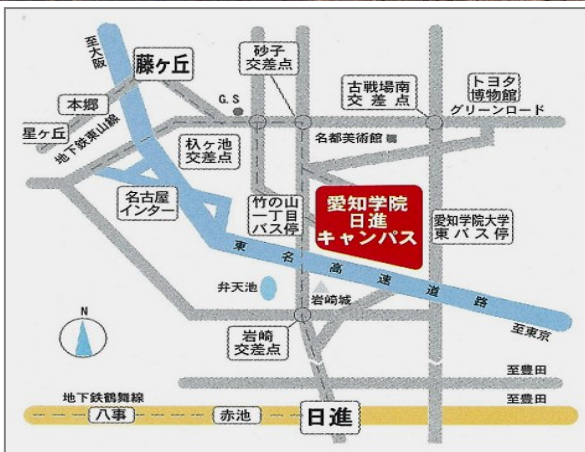 至大阪
藤ヶ丘
砂子
交差点
古戦場南
交差点
トヨタ
博物館
グリーンロード
G.S
本郷
星ヶ丘
地下鉄東山線
杁ヶ池
交差点
名都美術館
名古屋
インター
竹の山
一丁目
バス停
愛知学院
日進
キャンパス
愛知学院大学
東バス停
東名高速道路
弁天池
岩崎城
N
岩崎
交差点
至東京
至豊田
地下鉄鶴舞線
至豊田
八事
赤池
日進